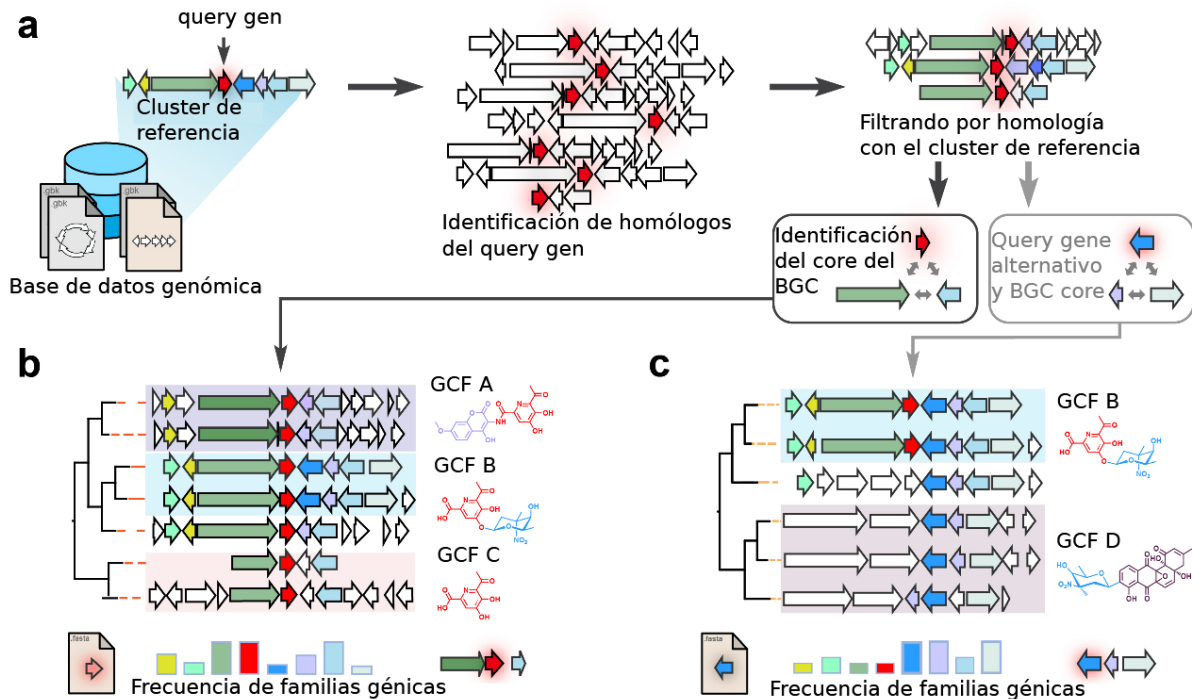 a
query gen
Cluster de
referencia
gbk
gbk
Base de datos genómica
Identificación de homólogos
del query gen
Filtrando por homología
con el cluster de referencia
Identificación
del core del
BGC
Query gene
alternativo
y BGC core
b
GCF A
GCF B
GCF C
.fasta
Frecuencia de familias génicas
c
GCF B
GCF D
.fasta
Frecuencia de familias génicas